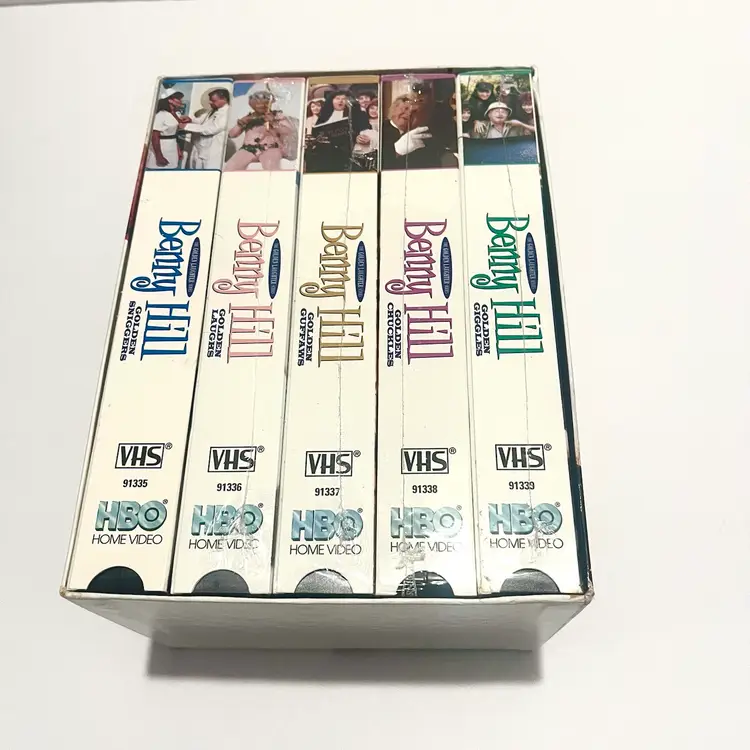 Benny Hill
GOLDEN
SNIGGERS
VHS®
91335
HBO®
HOME VIDEO
Benny Hill
GOLDEN
LAUGHS
VHS®
91336
HBO®
HOME VIDEO
Benny Hill
GOLDEN
GUFFAWS
VHS®
91337
HBO®
HOME VIDEO
Benny Hill
GOLDEN
CHUCKLES
VHS®
91338
HBO®
HOME VIDEO
Benny Hill
GOLDEN
GIGGLES
VHS®
91339
HBO®
HOME VIDEO